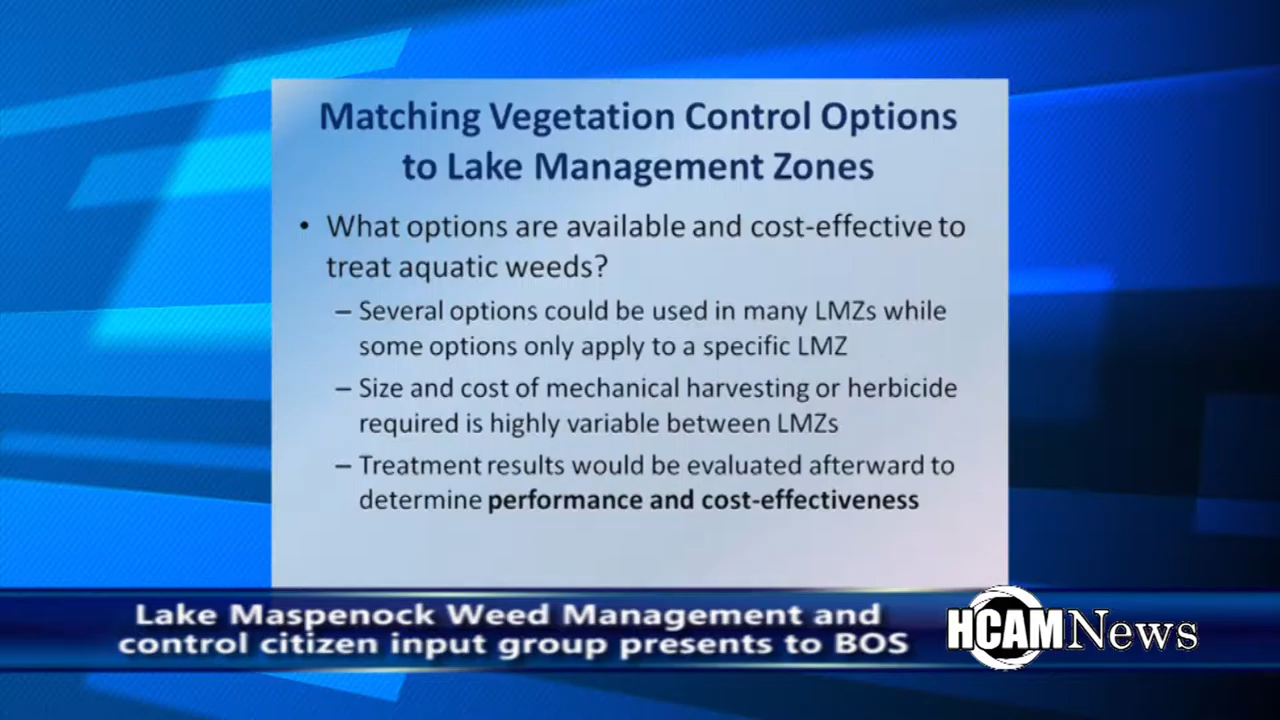 Matching Vegetation Control Options
to Lake Management Zones
• What options are available and cost-effective to
treat aquatic weeds?
– Several options could be used in many LMZs while
some options only apply to a specific LMZ
– Size and cost of mechanical harvesting or herbicide
required is highly variable between LMZs
– Treatment results would be evaluated afterward to
determine performance and cost-effectiveness
Lake Maspenock Weed Management and
control citizen input group presents to BOS
HCAM News